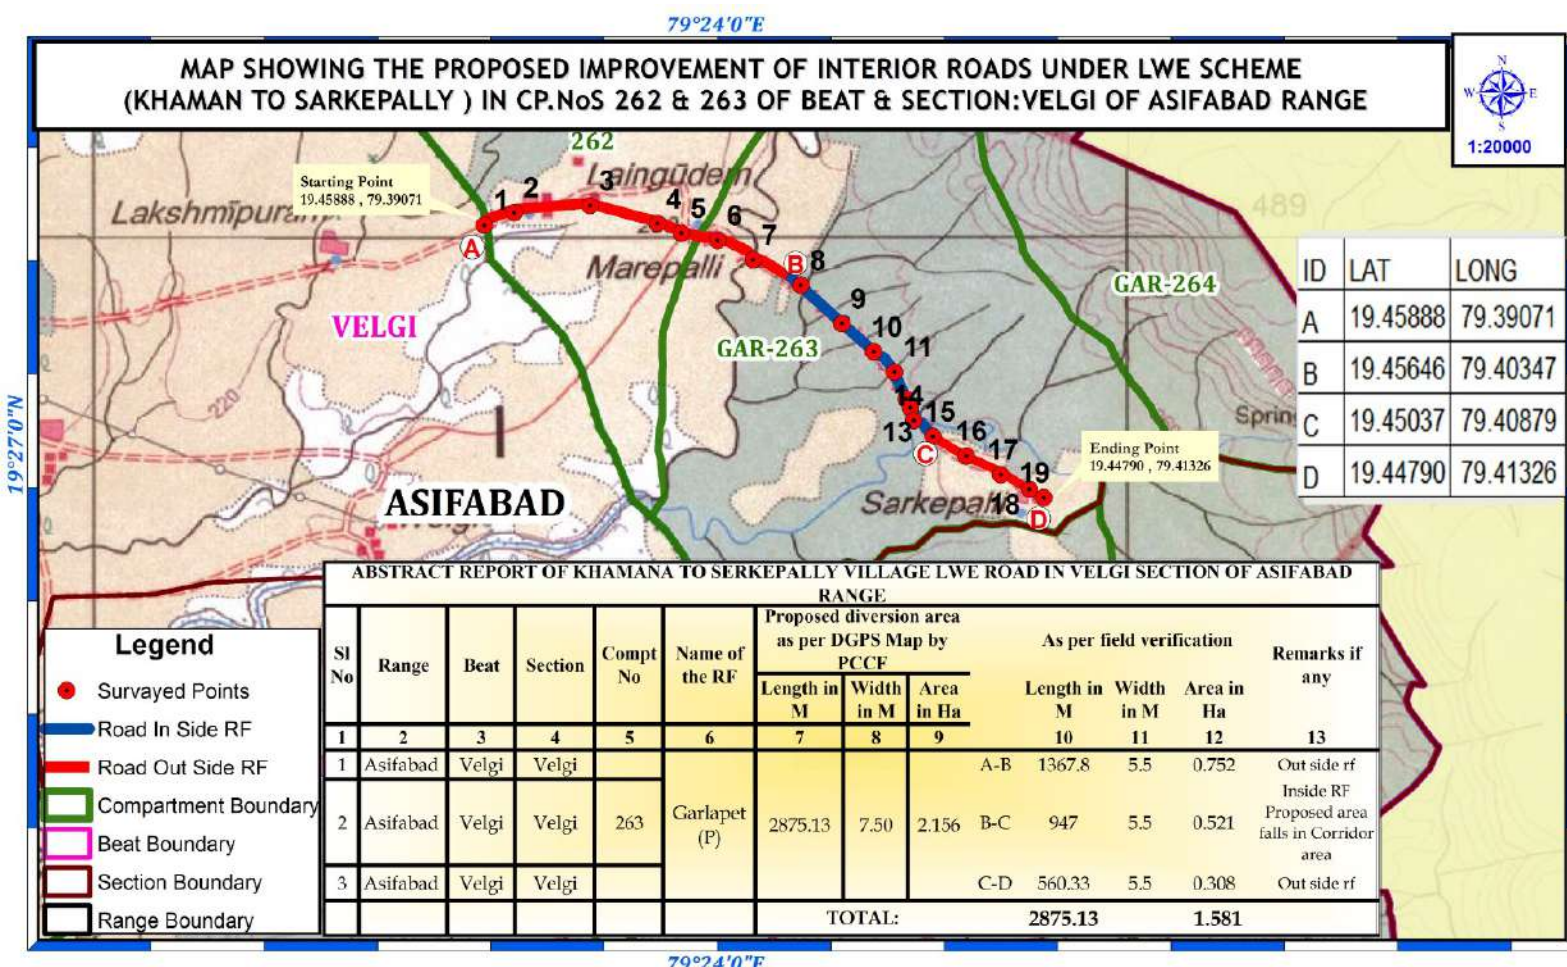 79°24'0"E
MAP SHOWING THE PROPOSED IMPROVEMENT OF INTERIOR ROADS UNDER LWE SCHEME
(KHAMAN TO SARKEPALLY ) IN CP.NoS 262 & 263 OF BEAT & SECTION:VELGI OF ASIFABAD RANGE
N
W E
S
1:20000
262
Laingūdem
Starting Point
19.45888 , 79.39071
Lakshmīpuram
1 2 3 4 5 6 7 8 9 10 11 14 15 13 16 17 19 18
A
B
C
D
489
Marepalli
GAR-264
VELGI
GAR-263
220
Spring
ASIFABAD
Sarkepalli
Ending Point
19.44790 , 79.41326
19°27'0"N
ID LAT LONG
A 19.45888 79.39071
B 19.45646 79.40347
C 19.45037 79.40879
D 19.44790 79.41326
ABSTRACT REPORT OF KHAMANA TO SERKEPALLY VILLAGE LWE ROAD IN VELGI SECTION OF ASIFABAD
RANGE
Sl No Range Beat Section Compt No Name of the RF Proposed diversion area as per DGPS Map by PCCF As per field verification Remarks if any
Length in M Width in M Area in Ha Length in M Width in M Area in Ha
1 2 3 4 5 6 7 8 9 10 11 12 13
1 Asifabad Velgi Velgi A-B 1367.8 5.5 0.752 Out side rf
2 Asifabad Velgi Velgi 263 Garlapet (P) 2875.13 7.50 2.156 B-C 947 5.5 0.521 Inside RF Proposed area falls in Corridor area
3 Asifabad Velgi Velgi C-D 560.33 5.5 0.308 Out side rf
TOTAL: 2875.13 1.581
Legend
Survayed Points
Road In Side RF
Road Out Side RF
Compartment Boundary
Beat Boundary
Section Boundary
Range Boundary
79°24'0"E